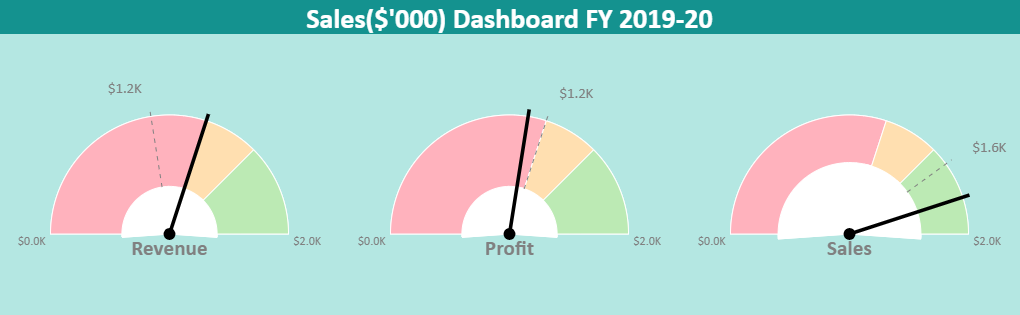 Sales($'000) Dashboard FY 2019-20
$1.2K
$0.0K
$2.0K
Revenue
$1.2K
$0.0K
$2.0K
Profit
$1.6K
$0.0K
$2.0K
Sales